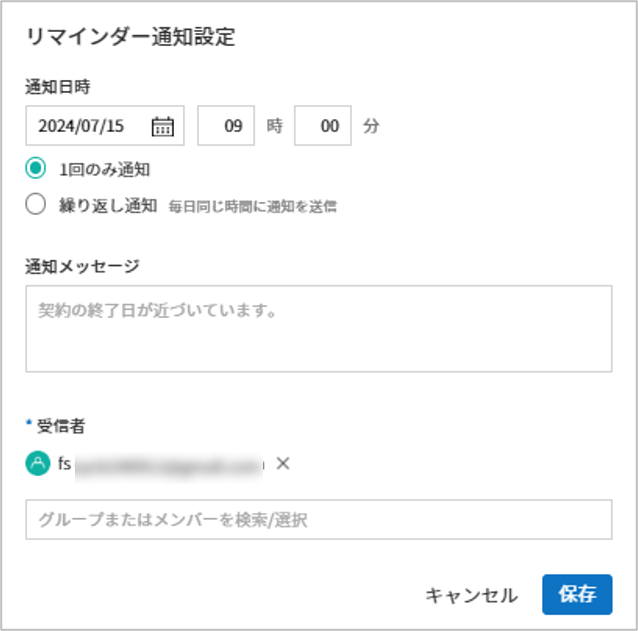 リマインダー通知設定
通知日時
2024/07/15 09 時 00 分
1回のみ通知
繰り返し通知 毎日同じ時間に通知を送信
通知メッセージ
契約の終了日が近づいています。
* 受信者
fs
グループまたはメンバーを検索/選択
キャンセル 保存